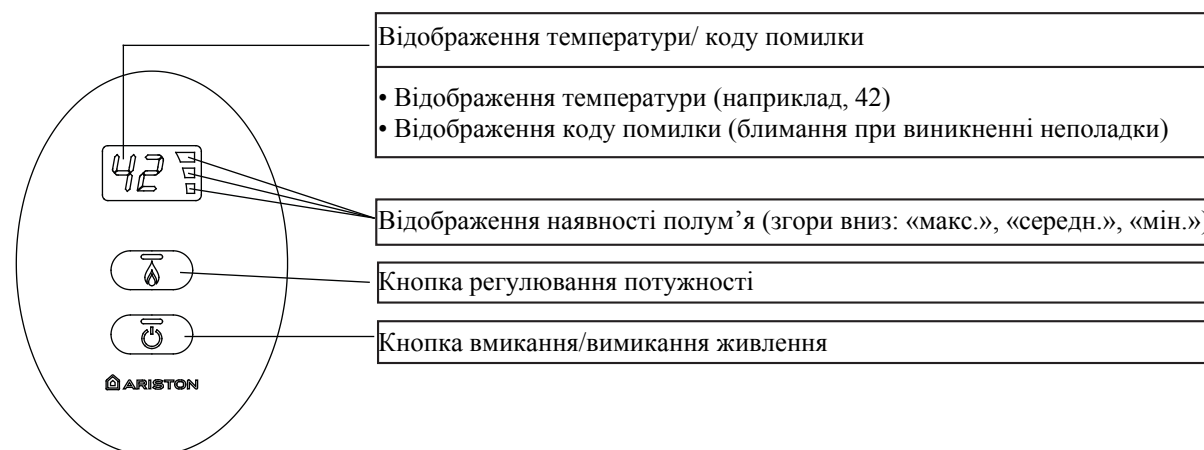 Відображення температури/ коду помилки
• Відображення температури (наприклад, 42)
• Відображення коду помилки (блимання при виникненні неполадки)
42
Відображення наявності полум’я (згори вниз: «макс.», «середн.», «мін.»)
Кнопка регулювання потужності
Кнопка вмикання/вимикання живлення
ARISTON